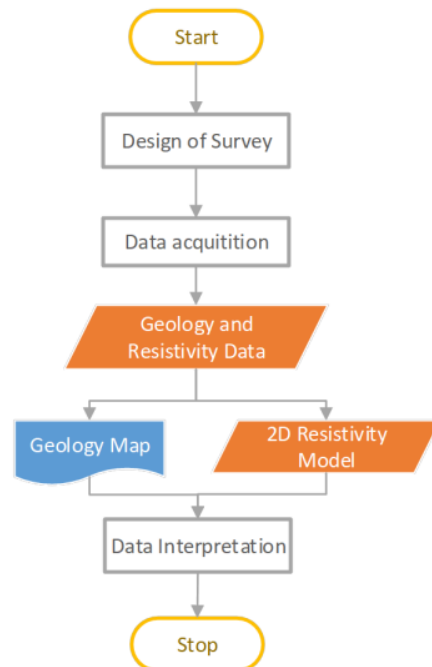 Start
Design of Survey
Data acquitition
Geology and
Resistivity Data
Geology Map
2D Resistivity
Model
Data Interpretation
Stop